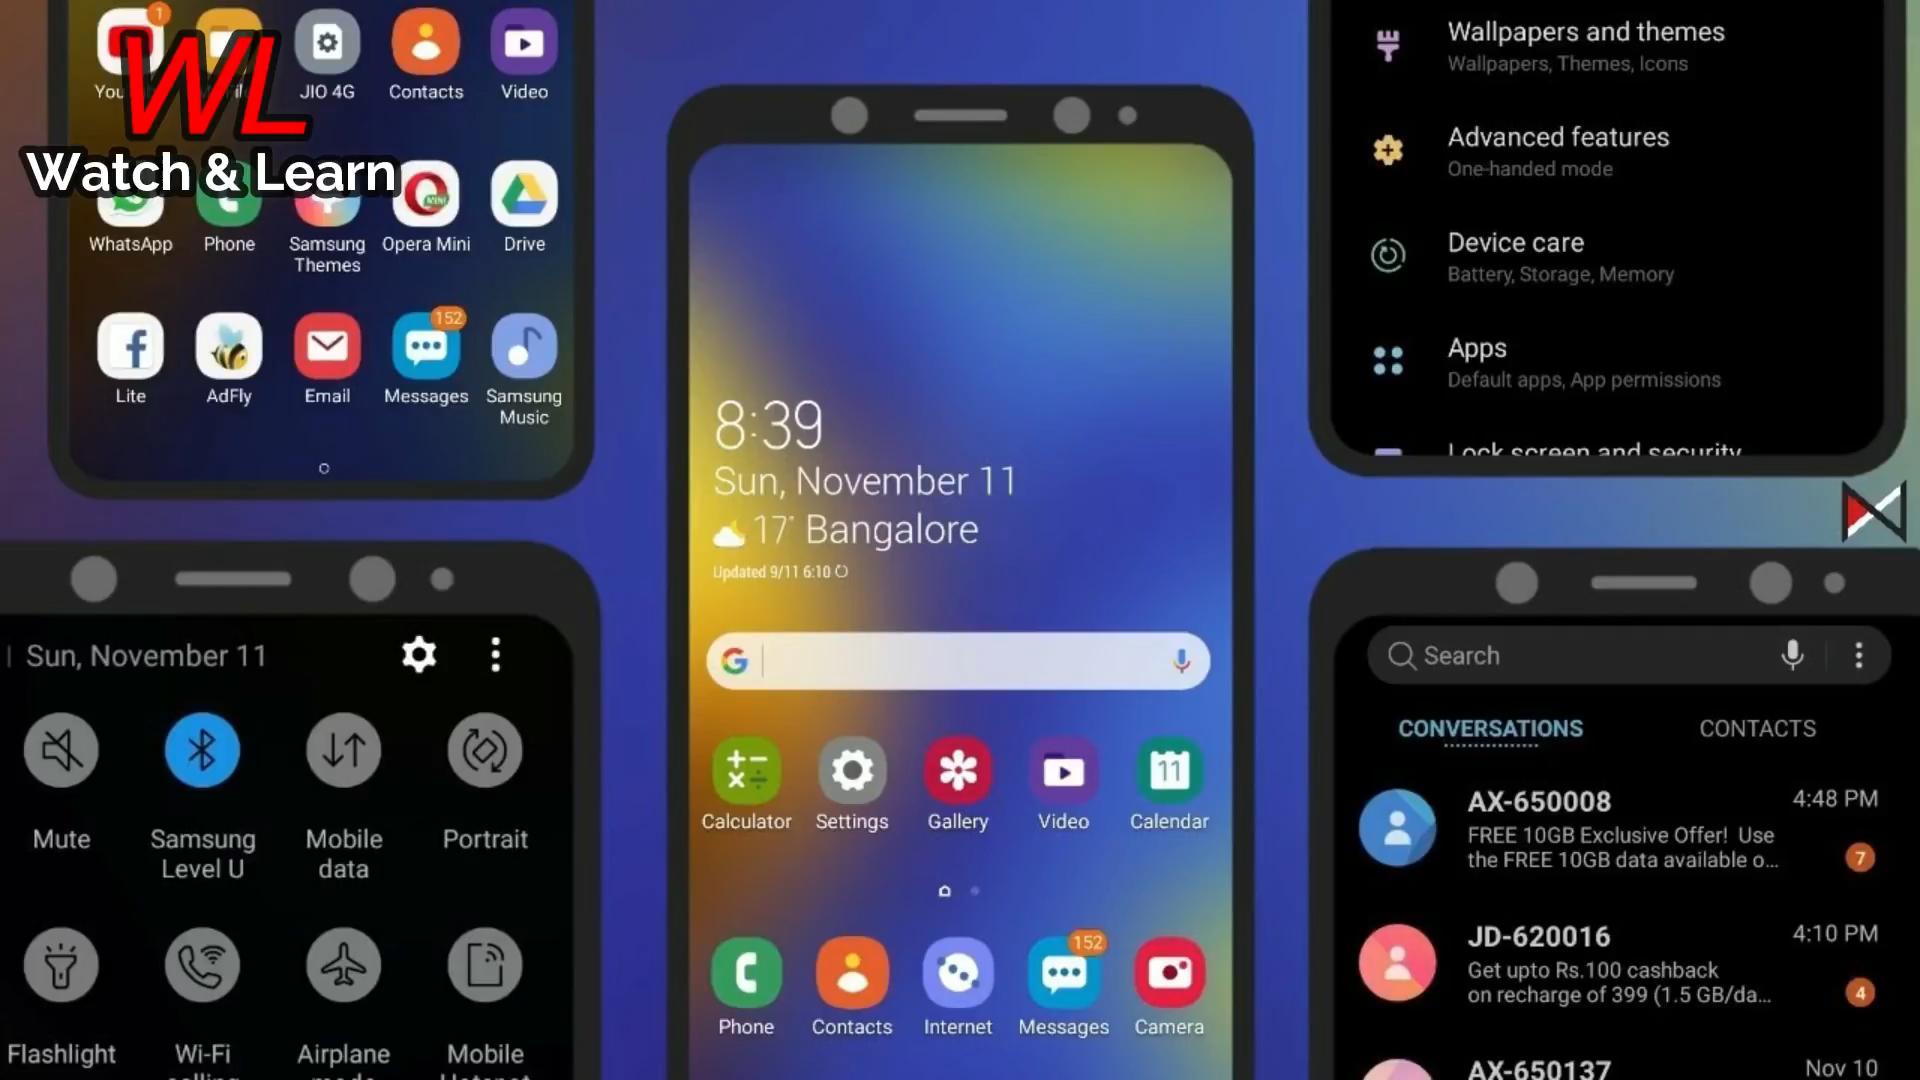 1
WL
Watch & Learn
JIO 4G
Contacts
Video
WhatsApp
Phone
Samsung
Themes
Opera Mini
MINI
Drive
152
Lite
AdFly
Email
Messages
Samsung
Music
Wallpapers and themes
Wallpapers, Themes, Icons
Advanced features
One-handed mode
Device care
Battery, Storage, Memory
Apps
Default apps, App permissions
Lock screen and security
8:39
Sun, November 11
17° Bangalore
Updated 9/11 6:10
G
11
Calculator
Settings
Gallery
Video
Calendar
152
Phone
Contacts
Internet
Messages
Camera
Sun, November 11
Mute
Samsung
Level U
Mobile
data
Portrait
Flashlight
Wi-Fi
calling
Airplane
mode
Mobile
Hotspot
Search
CONVERSATIONS
CONTACTS
AX-650008
4:48 PM
FREE 10GB Exclusive Offer! Use
the FREE 10GB data available o...
7
JD-620016
4:10 PM
Get upto Rs.100 cashback
on recharge of 399 (1.5 GB/da...
4
AX-650137
Nov 10